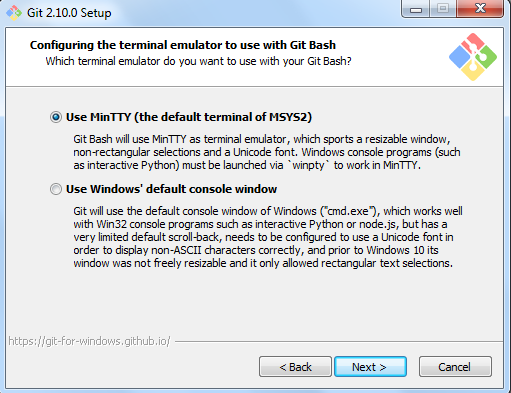 Git 2.10.0 Setup
Configuring the terminal emulator to use with Git Bash
Which terminal emulator do you want to use with your Git Bash?
Use MinTTY (the default terminal of MSYS2)
Git Bash will use MinTTY as terminal emulator, which sports a resizable window,
non-rectangular selections and a Unicode font. Windows console programs (such
as interactive Python) must be launched via `winpty` to work in MinTTY.
Use Windows' default console window
Git will use the default console window of Windows ("cmd.exe"), which works well
with Win32 console programs such as interactive Python or node.js, but has a
very limited default scroll-back, needs to be configured to use a Unicode font in
order to display non-ASCII characters correctly, and prior to Windows 10 its
window was not freely resizable and it only allowed rectangular text selections.
https://git-for-windows.github.io/
< Back
Next >
Cancel